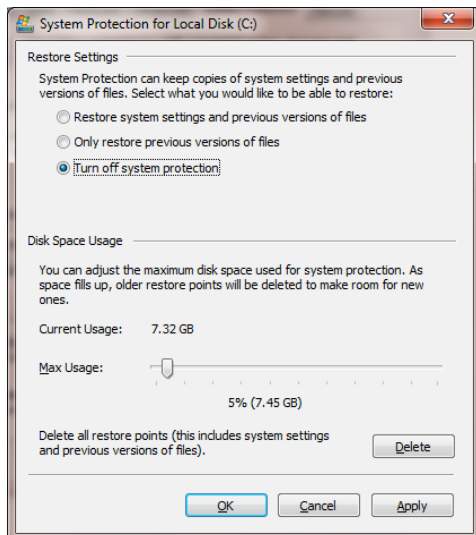 System Protection for Local Disk (C:)
Restore Settings
System Protection can keep copies of system settings and previous
versions of files. Select what you would like to be able to restore:
Restore system settings and previous versions of files
Only restore previous versions of files
Turn off system protection
Disk Space Usage
You can adjust the maximum disk space used for system protection. As
space fills up, older restore points will be deleted to make room for new
ones.
Current Usage: 7.32 GB
Max Usage:
5% (7.45 GB)
Delete all restore points (this includes system settings
and previous versions of files).
Delete
OK Cancel Apply